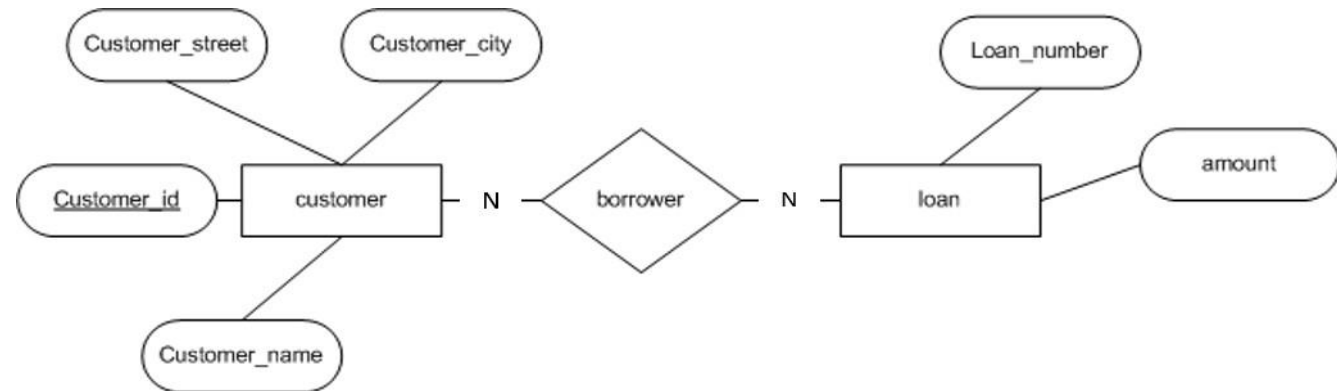 Customer_street
Customer_city
Loan_number
amount
Customer_id
customer
N
borrower
N
loan
Customer_name